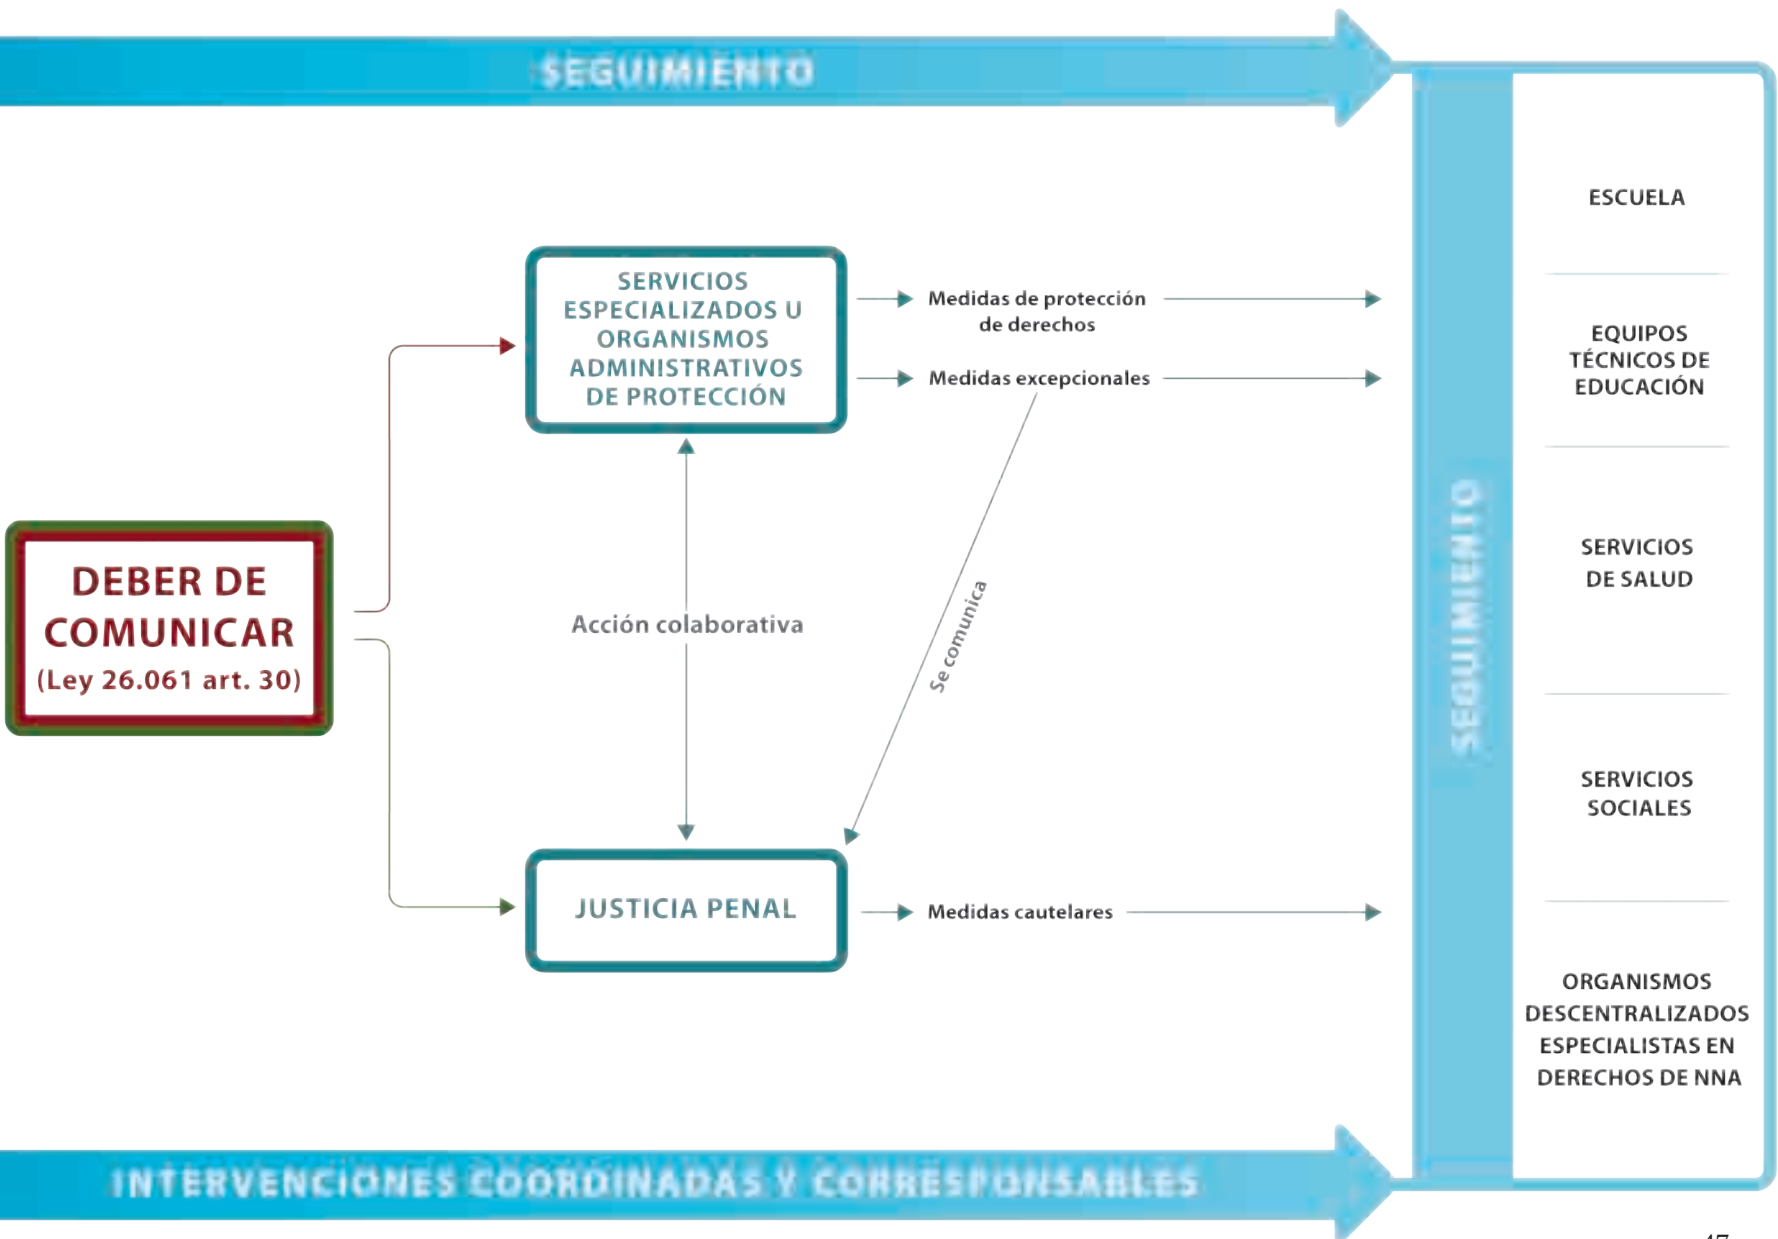 SEGUIMIENTO
SERVICIOS
ESPECIALIZADOS U
ORGANISMOS
ADMINISTRATIVOS
DE PROTECCIÓN
Medidas de protección
de derechos
Medidas excepcionales
DEBER DE
COMUNICAR
(Ley 26.061 art. 30)
Acción colaborativa
Se comunica
JUSTICIA PENAL
Medidas cautelares
SEGUIMIENTO
ESCUELA
EQUIPOS
TÉCNICOS DE
EDUCACIÓN
SERVICIOS
DE SALUD
SERVICIOS
SOCIALES
ORGANISMOS
DESCENTRALIZADOS
ESPECIALISTAS EN
DERECHOS DE NNA
INTERVENCIONES COORDINADAS Y CORRESPONSABLES